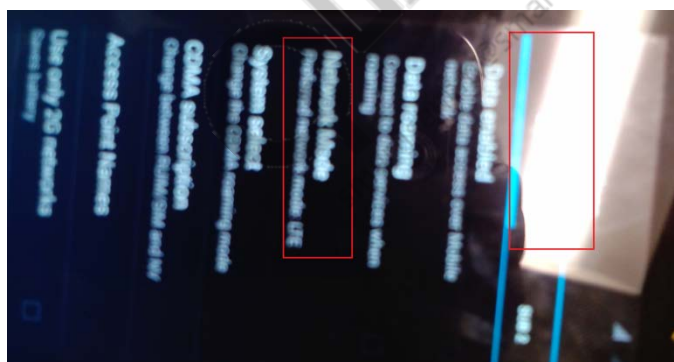 SIM 2
Data enabled
Enable data access over Mobile
network
Data roaming
Connect to data services when
roaming
Network Mode
Preferred network mode: LTE
System select
Change the CDMA roaming mode
CDMA subscription
Change between RUIM/SIM and NV
Access Point Names
Use only 2G networks
Saves battery